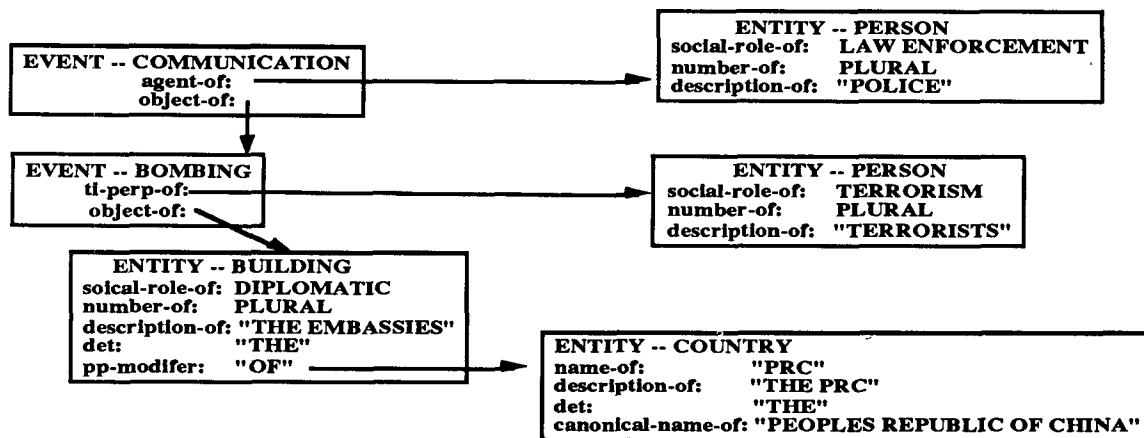 EVENT -- COMMUNICATION
agent-of:
object-of:
ENTITY -- PERSON
social-role-of: LAW ENFORCEMENT
number-of: PLURAL
description-of: "POLICE"
EVENT -- BOMBING
ti-perp-of:
object-of:
ENTITY -- PERSON
social-role-of: TERRORISM
number-of: PLURAL
description-of: "TERRORISTS"
ENTITY -- BUILDING
soical-role-of: DIPLOMATIC
number-of: PLURAL
description-of: "THE EMBASSIES"
det: "THE"
pp-modifer: "OF"
ENTITY -- COUNTRY
name-of: "PRC"
description-of: "THE PRC"
det: "THE"
canonical-name-of: "PEOPLES REPUBLIC OF CHINA"